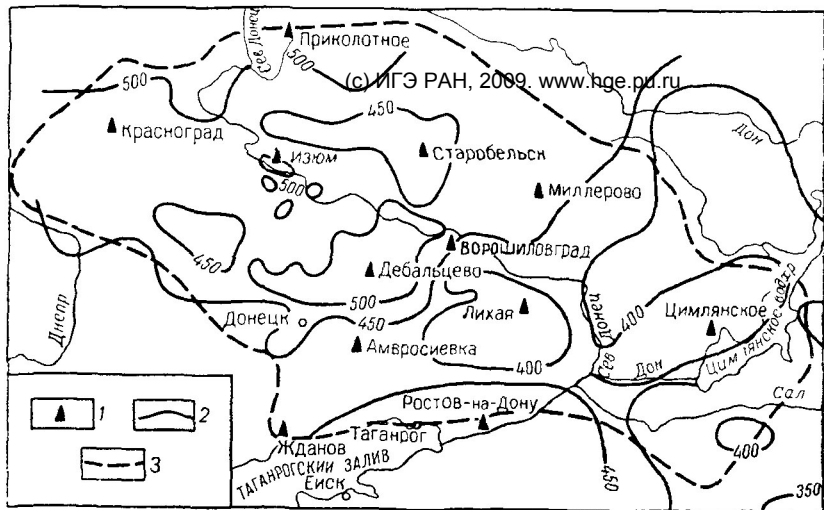 Сев Донец
Приколотное
500
500
(с) ИГЭ РАН, 2009. www.hge.pu.ru
450
Красноград
Изюм
Старобельск
Дон
500
Миллерово
450
Ворошиловград
Дебальцево
Днепр
500
Донецк
450
Лихая
Сев Донец
400
Цимлянское
Цимлянское водхр
Амвросиевка
400
Дон
Сал
Ростов-на-Дону
Таганрог
Жданов
ТАГАНРОГСКИЙ ЗАЛИВ
Ейск
450
400
350
1
2
3